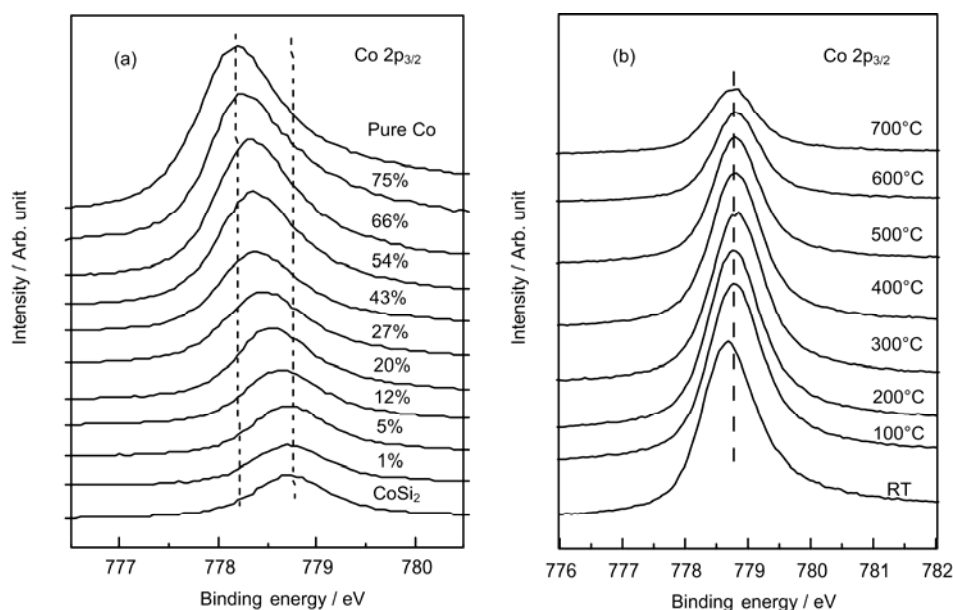 (a)
Co 2p3/2
Pure Co
75%
66%
54%
43%
27%
20%
12%
5%
1%
CoSi2
Intensity / Arb. unit
777 778 779 780
Binding energy / eV
(b)
Co 2p3/2
700°C
600°C
500°C
400°C
300°C
200°C
100°C
RT
Intensity / Arb. unit
776 777 778 779 780 781 782
Binding energy / eV